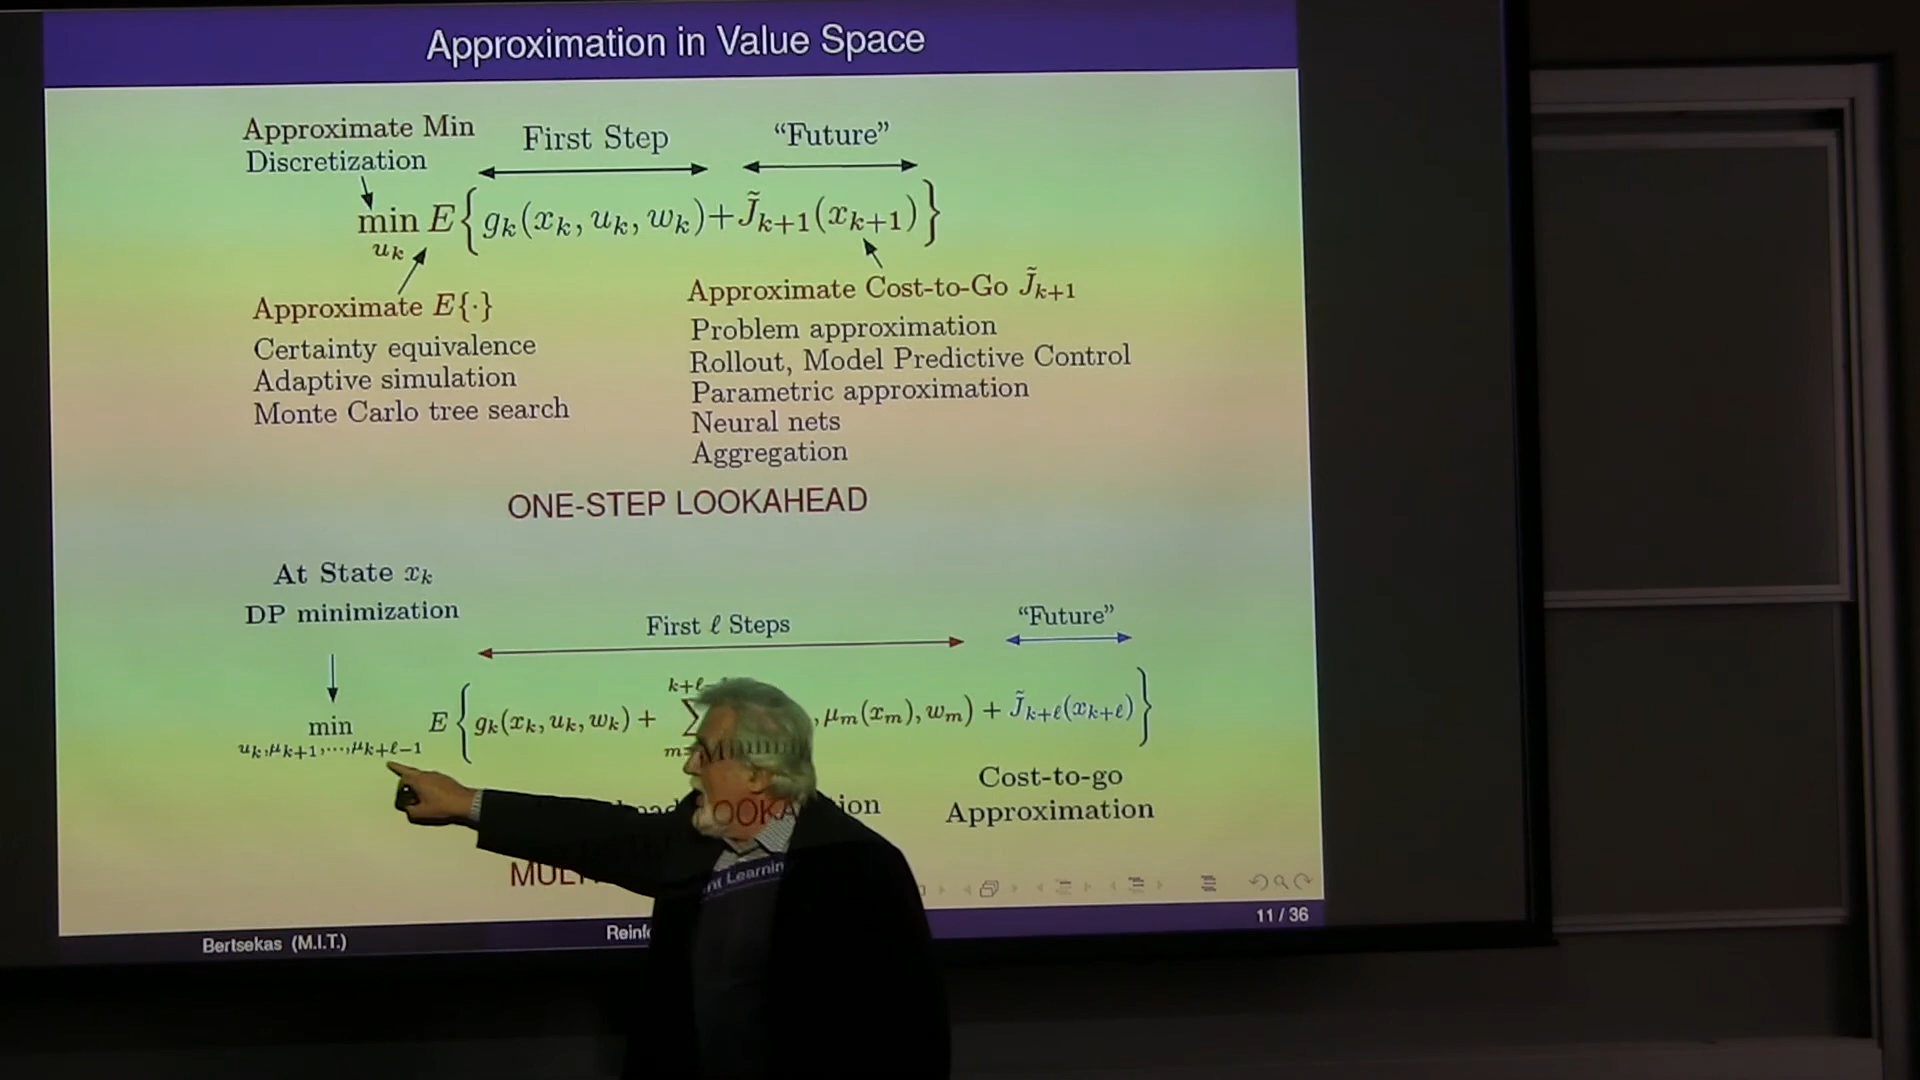 Approximation in Value Space
Approximate Min
Discretization
First Step
“Future”
min E{g_k(x_k, u_k, w_k)+J̃_{k+1}(x_{k+1})}
u_k
Approximate E{·}
Certainty equivalence
Adaptive simulation
Monte Carlo tree search
Approximate Cost-to-Go J̃_{k+1}
Problem approximation
Rollout, Model Predictive Control
Parametric approximation
Neural nets
Aggregation
ONE-STEP LOOKAHEAD
At State x_k
DP minimization
First ℓ Steps
“Future”
k+ℓ−
min E{g_k(x_k, u_k, w_k) + ∑ , μ_m(x_m), w_m) + J̃_{k+ℓ}(x_{k+ℓ})}
u_k,μ_{k+1},...,μ_{k+ℓ−1}
m=
Cost-to-go
Approximation
Bertsekas (M.I.T.)
11 / 36